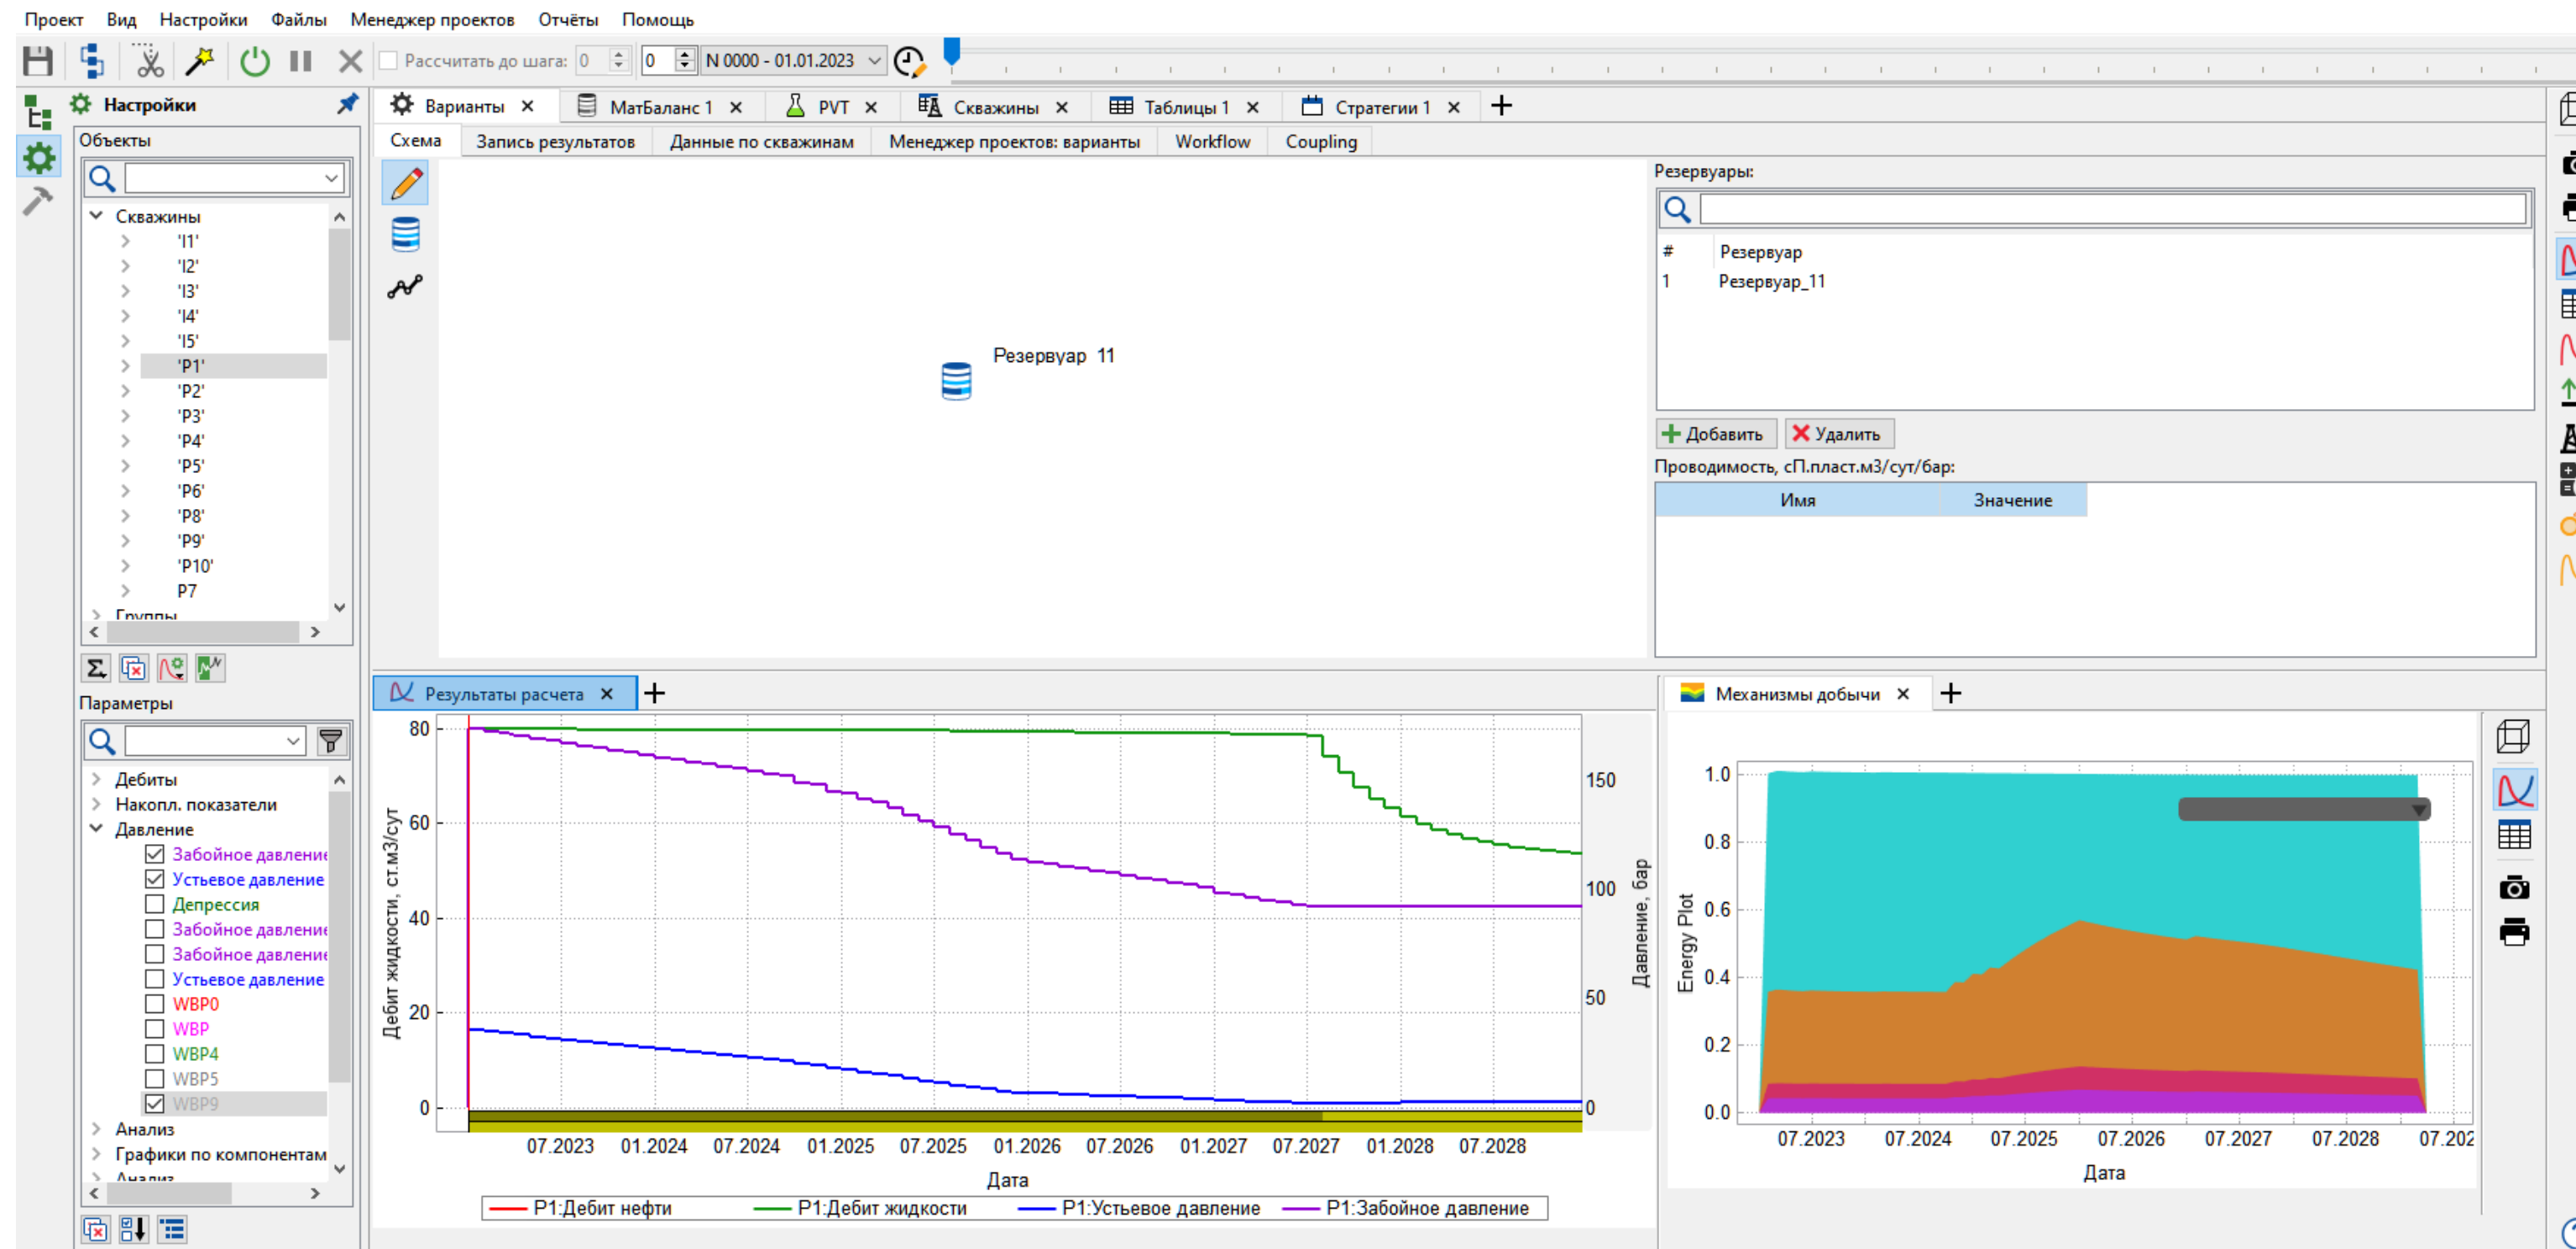 Проект Вид Настройки Файлы Менеджер проектов Отчёты Помощь
Рассчитать до шага: 0 0 N 0000 - 01.01.2023
Настройки
Объекты
Скважины
'I1'
'I2'
'I3'
'I4'
'I5'
'P1'
'P2'
'P3'
'P4'
'P5'
'P6'
'P8'
'P9'
'P10'
P7
Группы
Параметры
Дебиты
Накопл. показатели
Давление
Забойное давление
Устьевое давление
Депрессия
Забойное давление
Забойное давление
Устьевое давление
WBP0
WBP
WBP4
WBP5
WBP9
Анализ
Графики по компонентам
Анализ
Варианты МатБаланс 1 PVT Скважины Таблицы 1 Стратегии 1
Схема Запись результатов Данные по скважинам Менеджер проектов: варианты Workflow Coupling
Резервуар 11
Резервуары:
# Резервуар
1 Резервуар_11
Добавить Удалить
Проводимость, сП.пласт.м3/сут/бар:
Имя Значение
Результаты расчета
Дебит жидкости, ст.м3/сут
80
60
40
20
0
150
100
50
0
Давление, бар
07.2023 01.2024 07.2024 01.2025 07.2025 01.2026 07.2026 01.2027 07.2027 01.2028 07.2028
Дата
P1:Дебит нефти P1:Дебит жидкости P1:Устьевое давление P1:Забойное давление
Механизмы добычи
Energy Plot
1.0
0.8
0.6
0.4
0.2
0.0
07.2023 07.2024 07.2025 07.2026 07.2027 07.2028 07.202
Дата